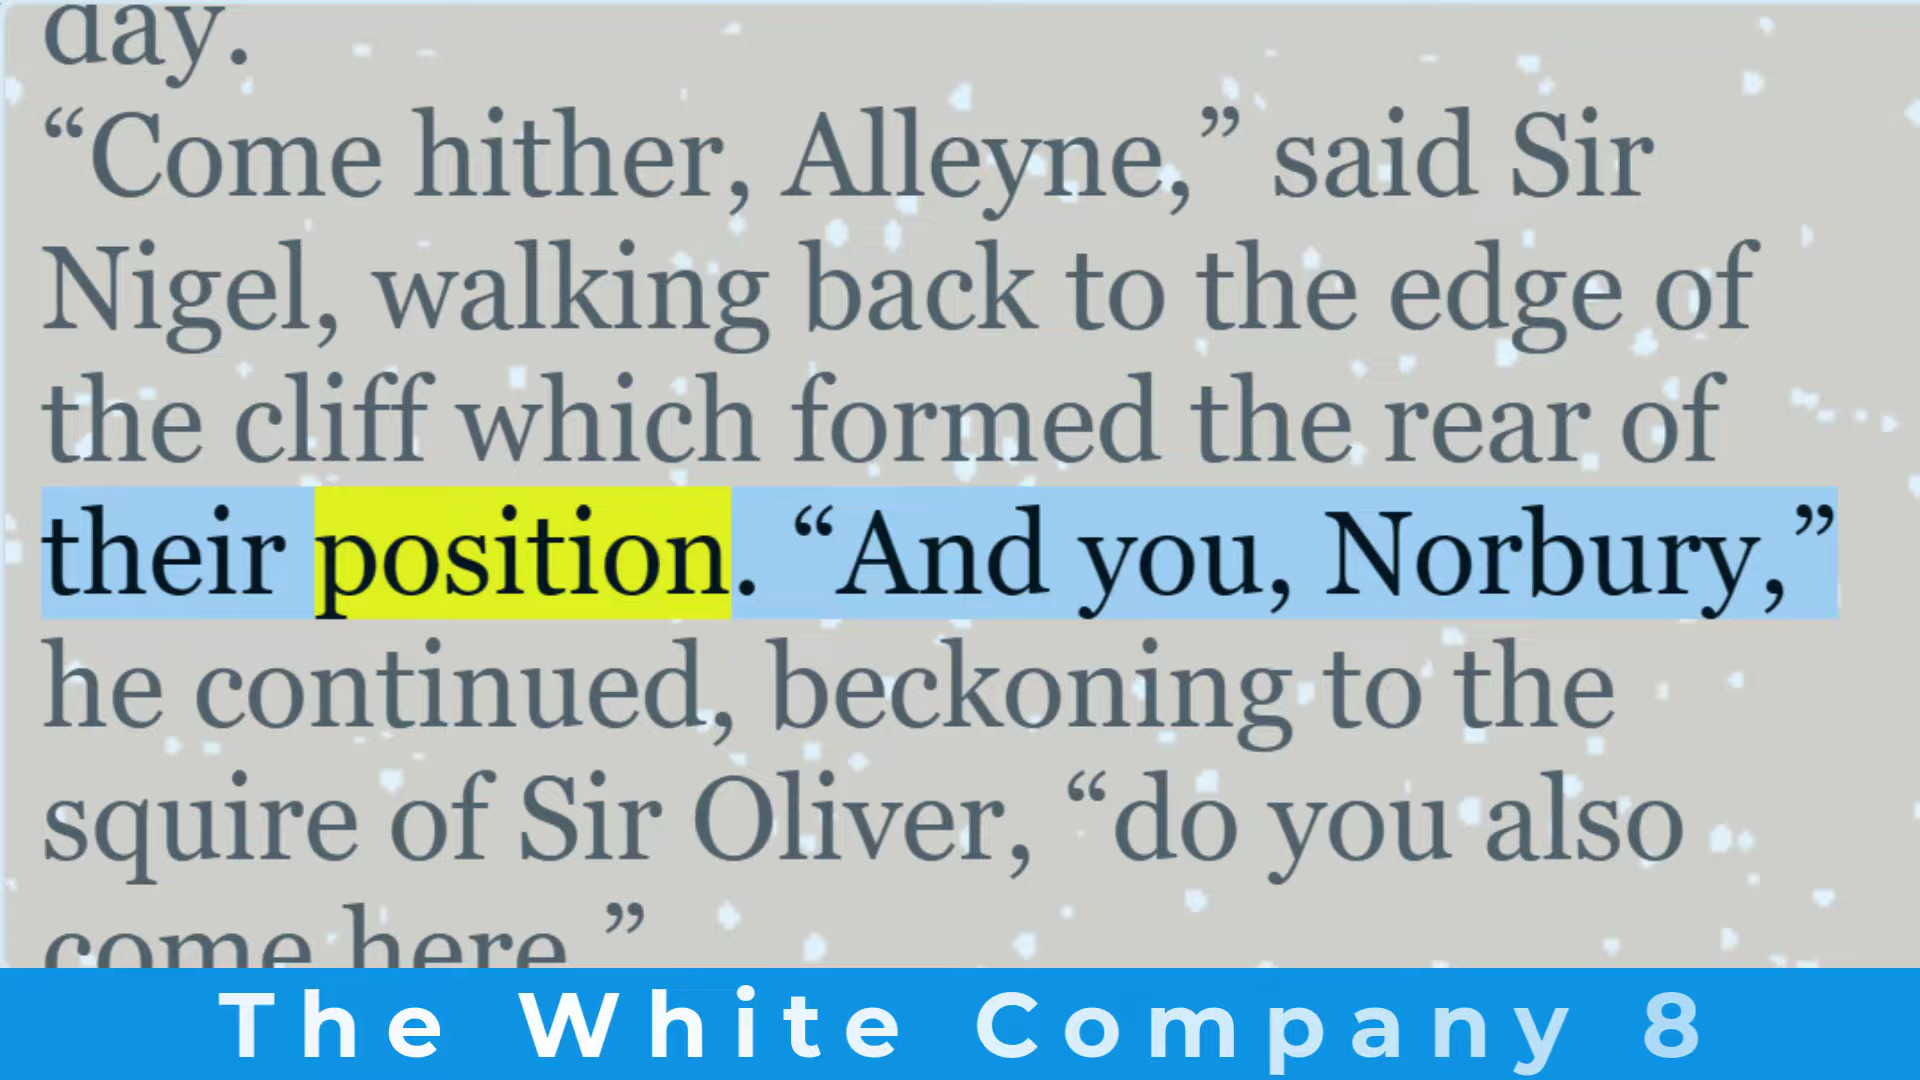 day.
“Come hither, Alleyne,” said Sir
Nigel, walking back to the edge of
the cliff which formed the rear of
their position. “And you, Norbury,”
he continued, beckoning to the
squire of Sir Oliver, “do you also
come here.”
The White Company 8